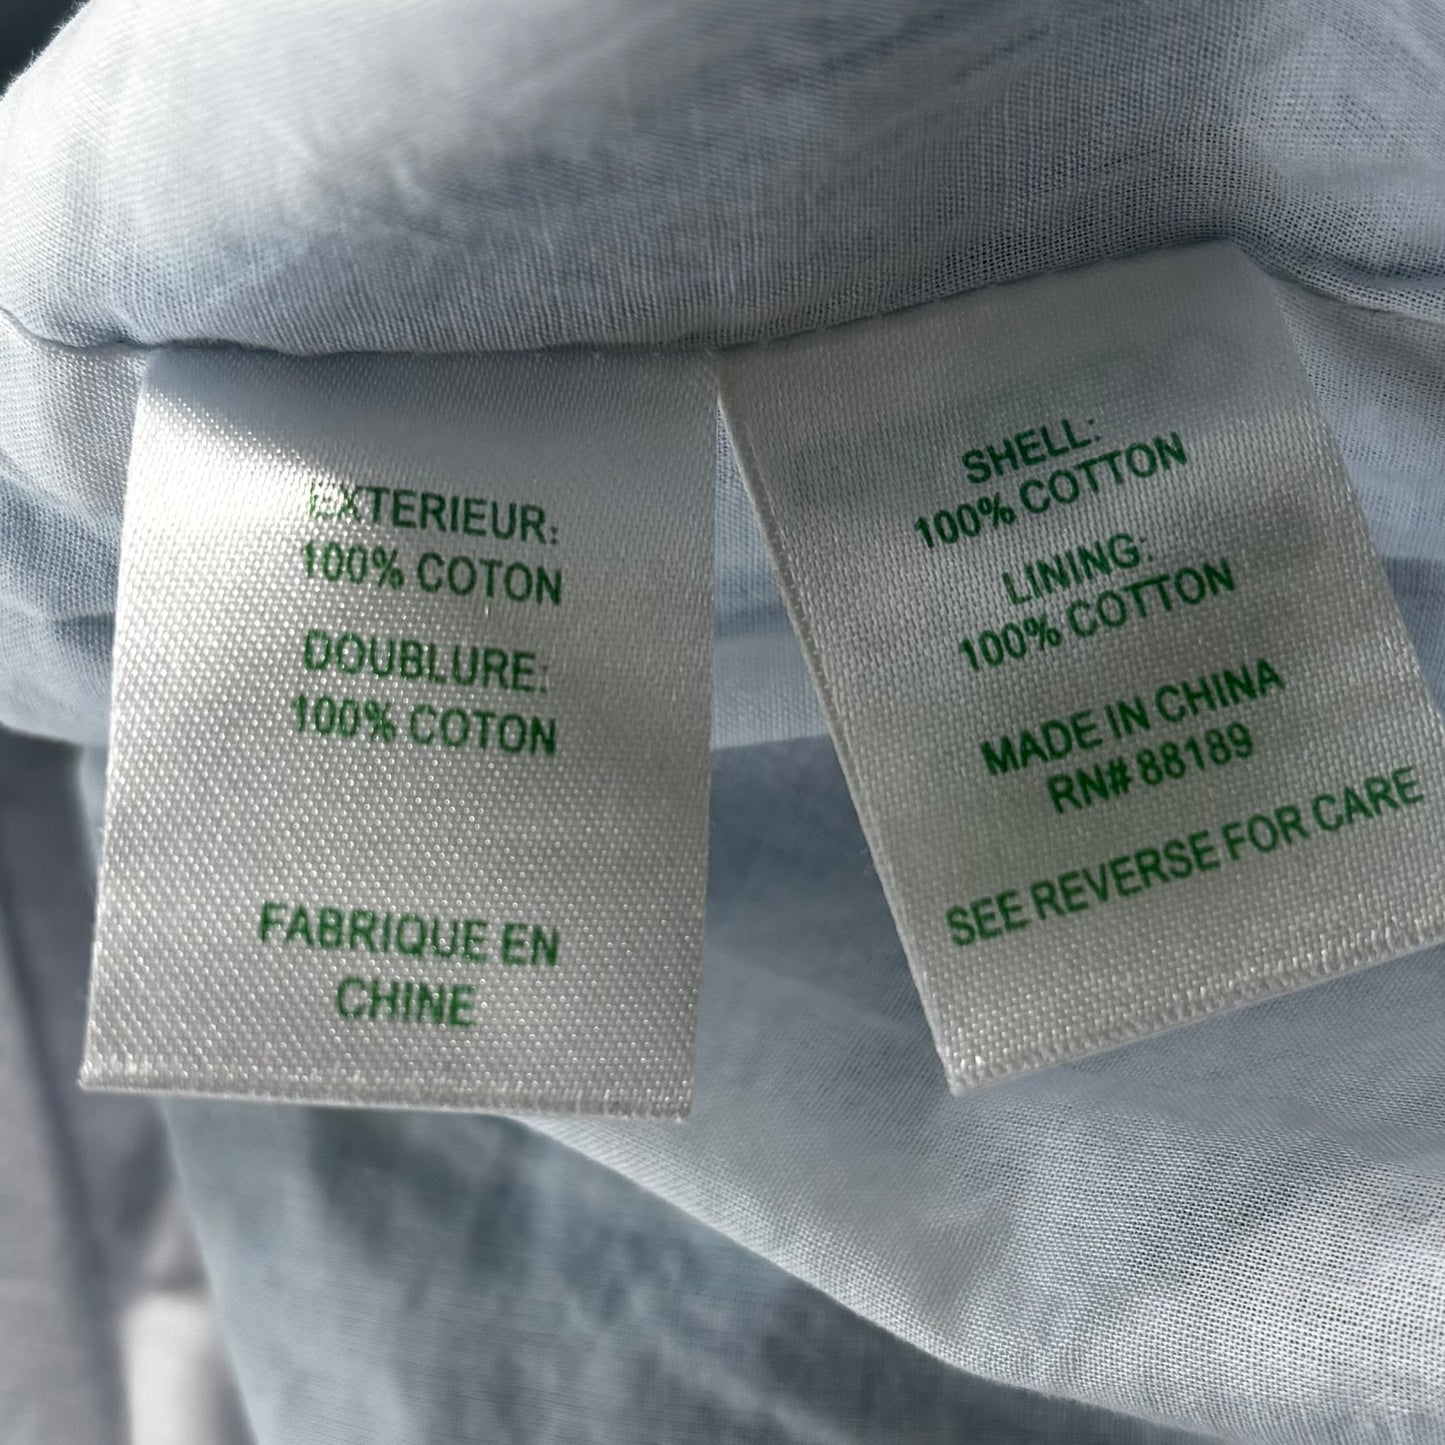 EXTERIEUR:
100% COTON
DOUBLURE:
100% COTON
FABRIQUE EN
CHINE
SHELL:
100% COTTON
LINING:
100% COTTON
MADE IN CHINA
RN# 88189
SEE REVERSE FOR CARE